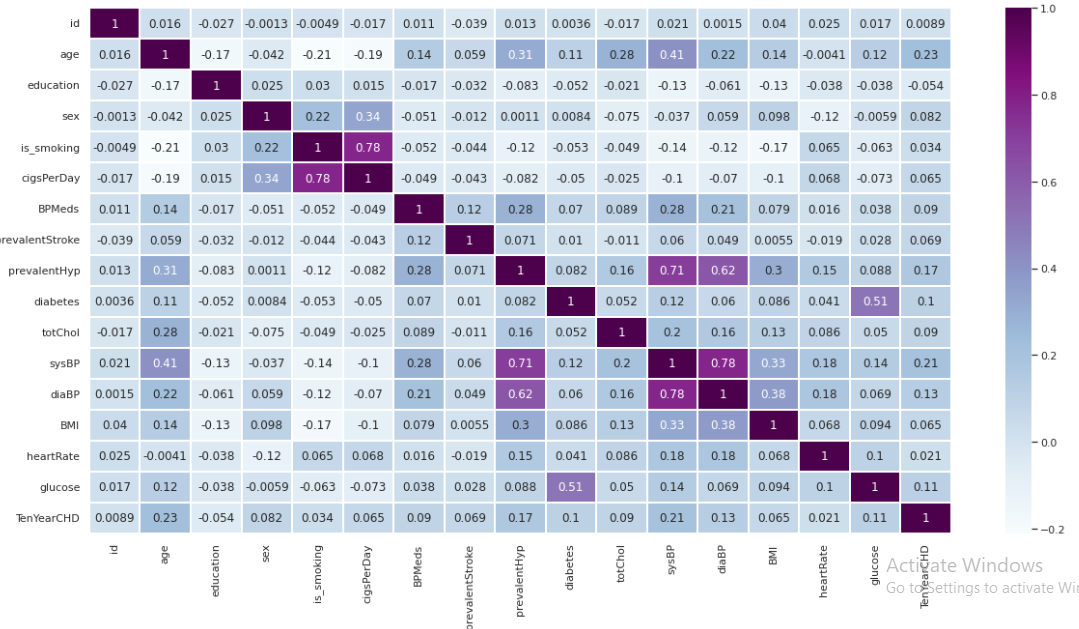 id 1 0.016 -0.027 -0.0013 -0.0049 -0.017 0.011 -0.039 0.013 0.0036 -0.017 0.021 0.0015 0.04 0.025 0.017 0.0089
age 0.016 1 -0.17 -0.042 -0.21 -0.19 0.14 0.059 0.31 0.11 0.28 0.41 0.22 0.14 -0.0041 0.12 0.23
education -0.027 -0.17 1 0.025 0.03 0.015 -0.017 -0.032 -0.083 -0.052 -0.021 -0.13 -0.061 -0.13 -0.038 -0.038 -0.054
sex -0.0013 -0.042 0.025 1 0.22 0.34 -0.051 -0.012 0.0011 0.0084 -0.075 -0.037 0.059 0.098 -0.12 -0.0059 0.082
is_smoking -0.0049 -0.21 0.03 0.22 1 0.78 -0.052 -0.044 -0.12 -0.053 -0.049 -0.14 -0.12 -0.17 0.065 -0.063 0.034
cigsPerDay -0.017 -0.19 0.015 0.34 0.78 1 -0.049 -0.043 -0.082 -0.05 -0.025 -0.1 -0.07 -0.1 0.068 -0.073 0.065
BPMeds 0.011 0.14 -0.017 -0.051 -0.052 -0.049 1 0.12 0.28 0.07 0.089 0.28 0.21 0.079 0.016 0.038 0.09
prevalentStroke -0.039 0.059 -0.032 -0.012 -0.044 -0.043 0.12 1 0.071 0.01 -0.011 0.06 0.049 0.0055 -0.019 0.028 0.069
prevalentHyp 0.013 0.31 -0.083 0.0011 -0.12 -0.082 0.28 0.071 1 0.082 0.16 0.71 0.62 0.3 0.15 0.088 0.17
diabetes 0.0036 0.11 -0.052 0.0084 -0.053 -0.05 0.07 0.01 0.082 1 0.052 0.12 0.06 0.086 0.041 0.51 0.1
totChol -0.017 0.28 -0.021 -0.075 -0.049 -0.025 0.089 -0.011 0.16 0.052 1 0.2 0.16 0.13 0.086 0.05 0.09
sysBP 0.021 0.41 -0.13 -0.037 -0.14 -0.1 0.28 0.06 0.71 0.12 0.2 1 0.78 0.33 0.18 0.14 0.21
diaBP 0.0015 0.22 -0.061 0.059 -0.12 -0.07 0.21 0.049 0.62 0.06 0.16 0.78 1 0.38 0.18 0.069 0.13
BMI 0.04 0.14 -0.13 0.098 -0.17 -0.1 0.079 0.0055 0.3 0.086 0.13 0.33 0.38 1 0.068 0.094 0.065
heartRate 0.025 -0.0041 -0.038 -0.12 0.065 0.068 0.016 -0.019 0.15 0.041 0.086 0.18 0.18 0.068 1 0.1 0.021
glucose 0.017 0.12 -0.038 -0.0059 -0.063 -0.073 0.038 0.028 0.088 0.51 0.05 0.14 0.069 0.094 0.1 1 0.11
TenYearCHD 0.0089 0.23 -0.054 0.082 0.034 0.065 0.09 0.069 0.17 0.1 0.09 0.21 0.13 0.065 0.021 0.11 1
id age education sex is_smoking cigsPerDay BPMeds prevalentStroke prevalentHyp diabetes totChol sysBP diaBP BMI heartRate glucose TenYearCHD
1.0
0.8
0.6
0.4
0.2
0.0
−0.2
Activate Windows
Go to Settings to activate Win